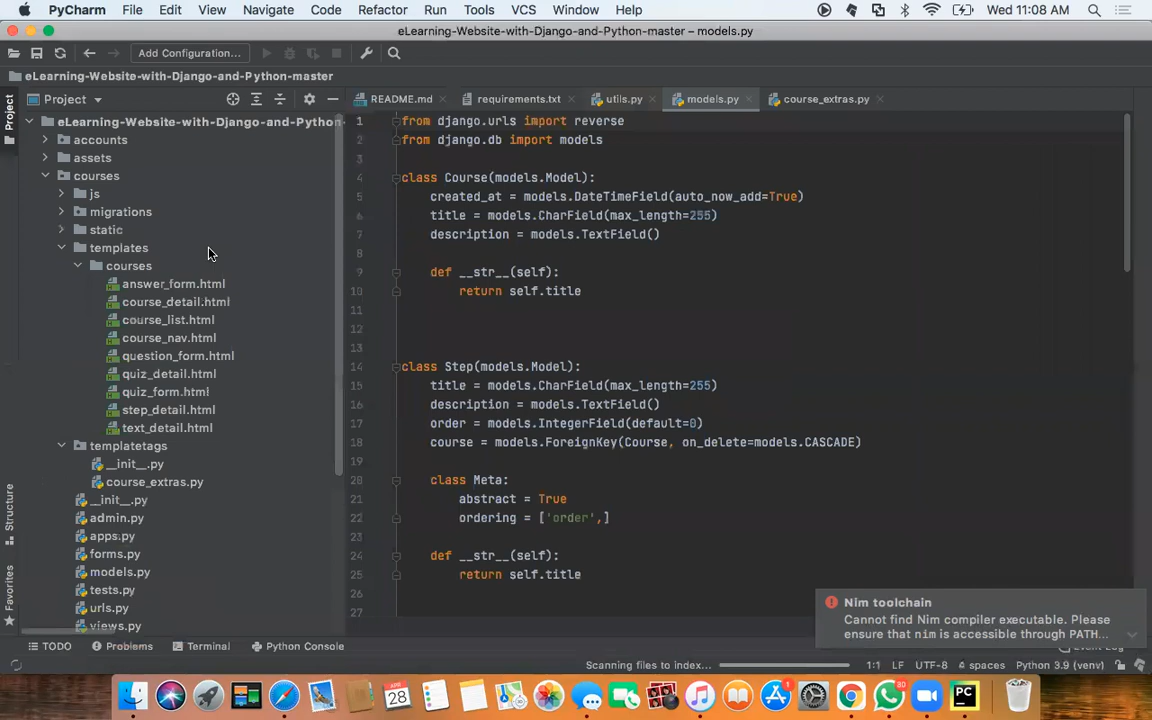 PyCharm File Edit View Navigate Code Refactor Run Tools VCS Window Help Wed 11:08 AM
eLearning-Website-with-Django-and-Python-master – models.py
Add Configuration...
eLearning-Website-with-Django-and-Python-master
Project
README.md requirements.txt utils.py models.py course_extras.py
Project
eLearning-Website-with-Django-and-Python
accounts
assets
courses
js
migrations
static
templates
courses
answer_form.html
course_detail.html
course_list.html
course_nav.html
question_form.html
quiz_detail.html
quiz_form.html
step_detail.html
text_detail.html
templatetags
__init__.py
course_extras.py
__init__.py
admin.py
apps.py
forms.py
models.py
tests.py
urls.py
views.py
Structure
Favorites
1 from django.urls import reverse
2 from django.db import models
3
4 class Course(models.Model):
5 created_at = models.DateTimeField(auto_now_add=True)
6 title = models.CharField(max_length=255)
7 description = models.TextField()
8
9 def __str__(self):
10 return self.title
11
12
13
14 class Step(models.Model):
15 title = models.CharField(max_length=255)
16 description = models.TextField()
17 order = models.IntegerField(default=0)
18 course = models.ForeignKey(Course, on_delete=models.CASCADE)
19
20 class Meta:
21 abstract = True
22 ordering = ['order',]
23
24 def __str__(self):
25 return self.title
26
27
Nim toolchain
Cannot find Nim compiler executable. Please
ensure that nim is accessible through PATH...
TODO Problems Terminal Python Console Event Log
Scanning files to index... 1:1 LF UTF-8 4 spaces Python 3.9 (venv)
APR
28
1
30
PC